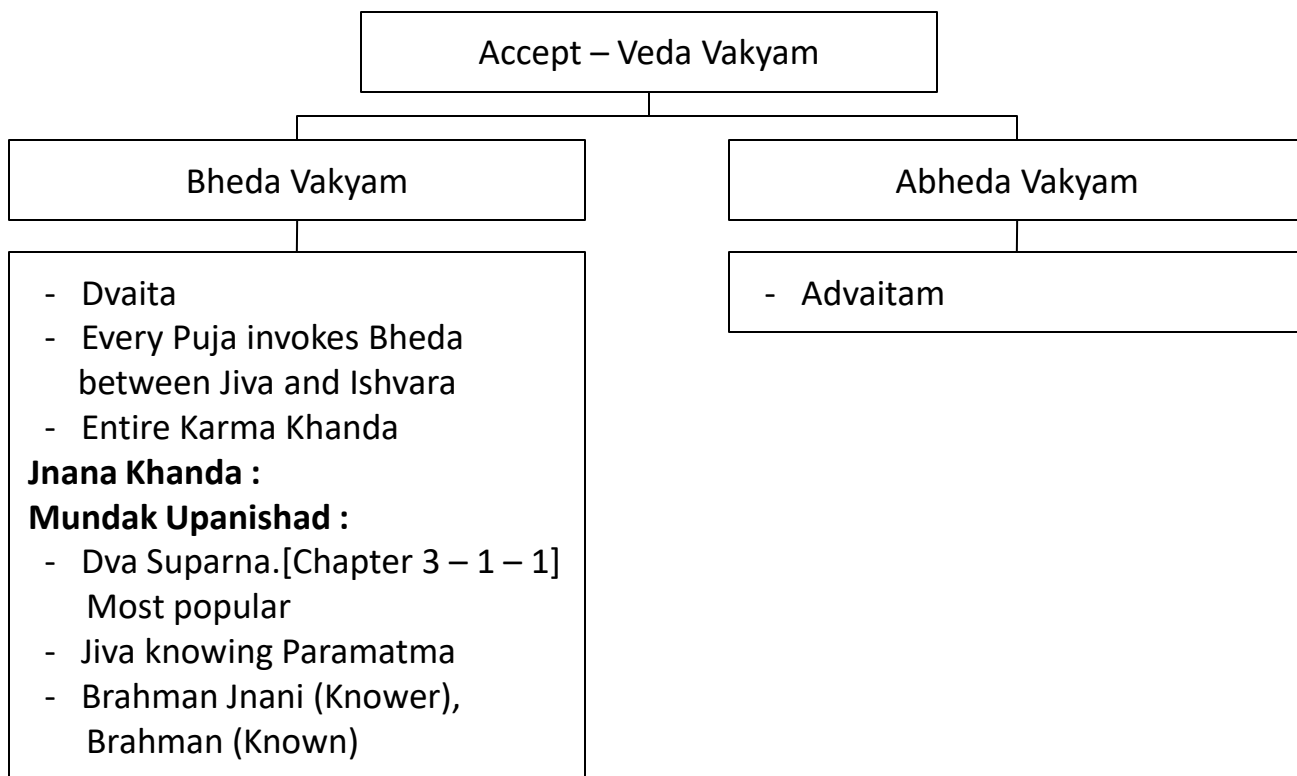 Accept – Veda Vakyam
Bheda Vakyam
Abheda Vakyam
- Dvaita
- Every Puja invokes Bheda
between Jiva and Ishvara
- Entire Karma Khanda
Jnana Khanda :
Mundak Upanishad :
- Dva Suparna.[Chapter 3 – 1 – 1]
Most popular
- Jiva knowing Paramatma
- Brahman Jnani (Knower),
Brahman (Known)
- Advaitam